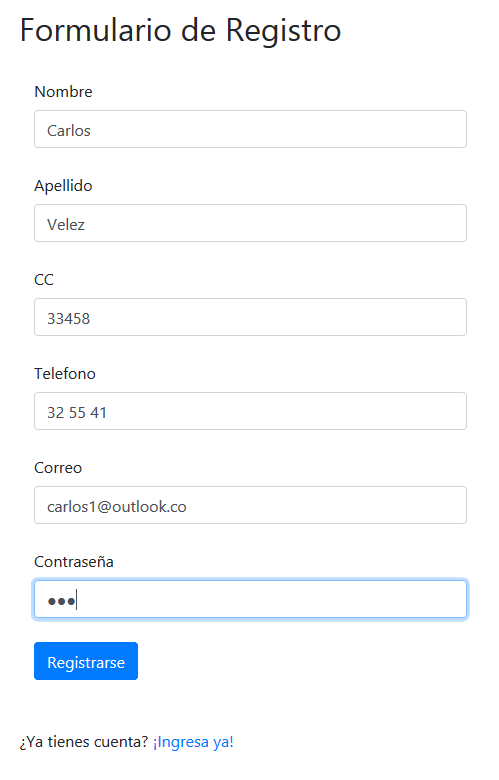 Formulario de Registro
Nombre
Carlos
Apellido
Velez
CC
33458
Telefono
32 55 41
Correo
carlos1@outlook.co
Contraseña
●●●
Registrarse
¿Ya tienes cuenta? ¡Ingresa ya!